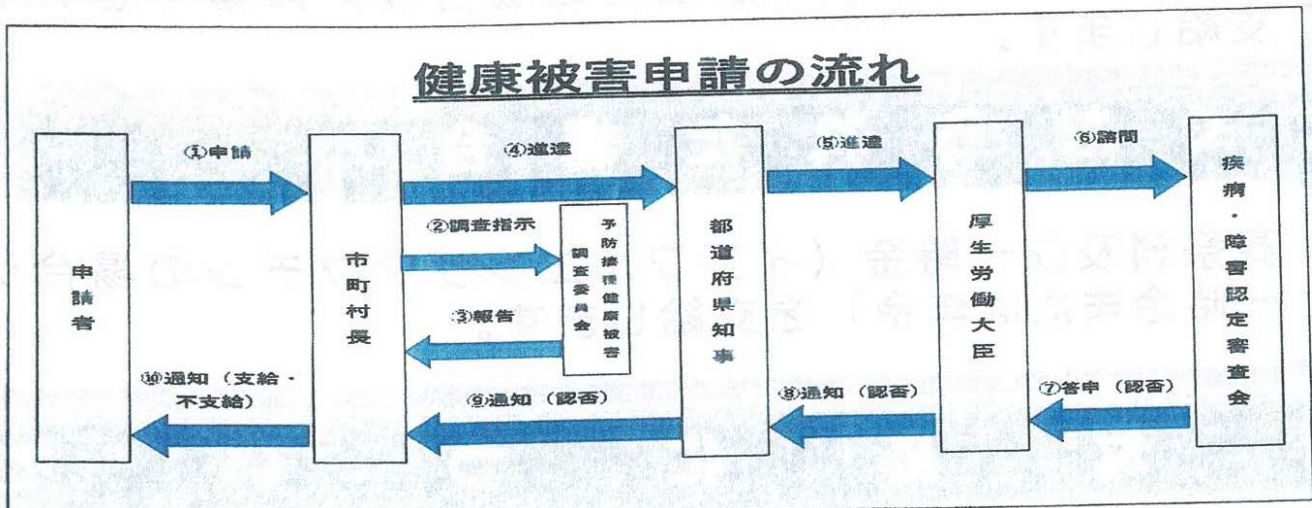 健康被害申請の流れ
①申請
④進達
⑤進達
⑥諮問
申請者
市町村長
②調査指示
予防接種健康被害
調査委員会
③報告
都道府県知事
厚生労働大臣
疾病・障害認定審査会
⑩通知（支給・
不支給）
⑨通知（認否）
⑧通知（認否）
⑦答申（認否）